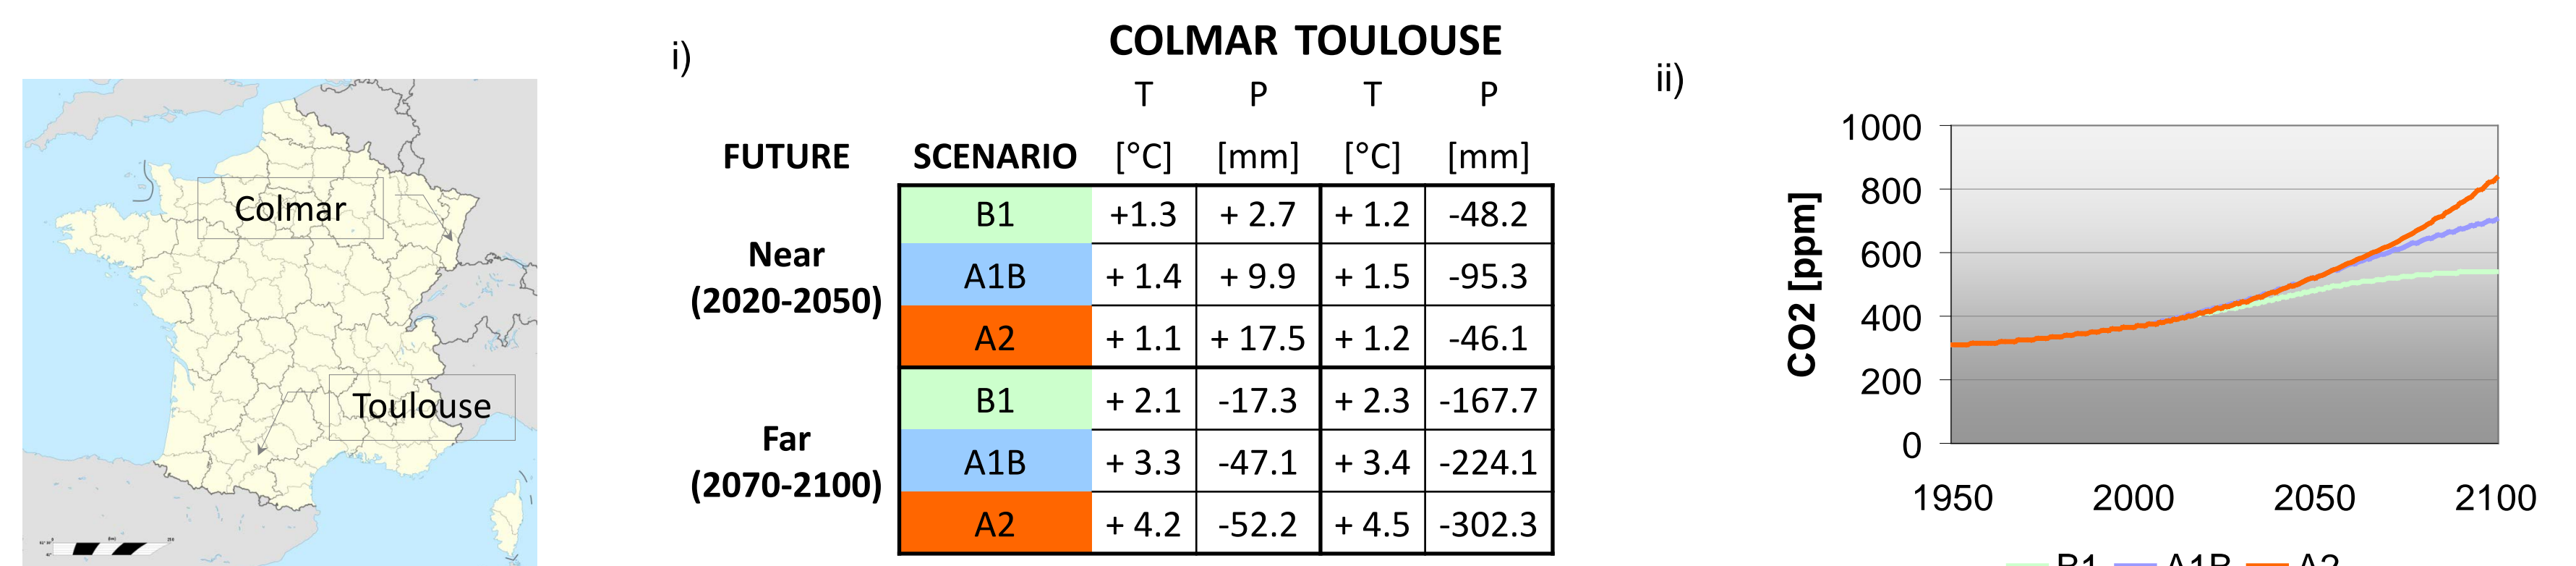 Colmar
Toulouse
i)
COLMAR TOULOUSE
T P T P
FUTURE SCENARIO [°C] [mm] [°C] [mm]
Near
(2020-2050)
B1 +1.3 + 2.7 + 1.2 -48.2
A1B + 1.4 + 9.9 + 1.5 -95.3
A2 + 1.1 + 17.5 + 1.2 -46.1
Far
(2070-2100)
B1 + 2.1 -17.3 + 2.3 -167.7
A1B + 3.3 -47.1 + 3.4 -224.1
A2 + 4.2 -52.2 + 4.5 -302.3
ii)
CO2 [ppm]
1000
800
600
400
200
0
1950 2000 2050 2100
B1 A1B A2